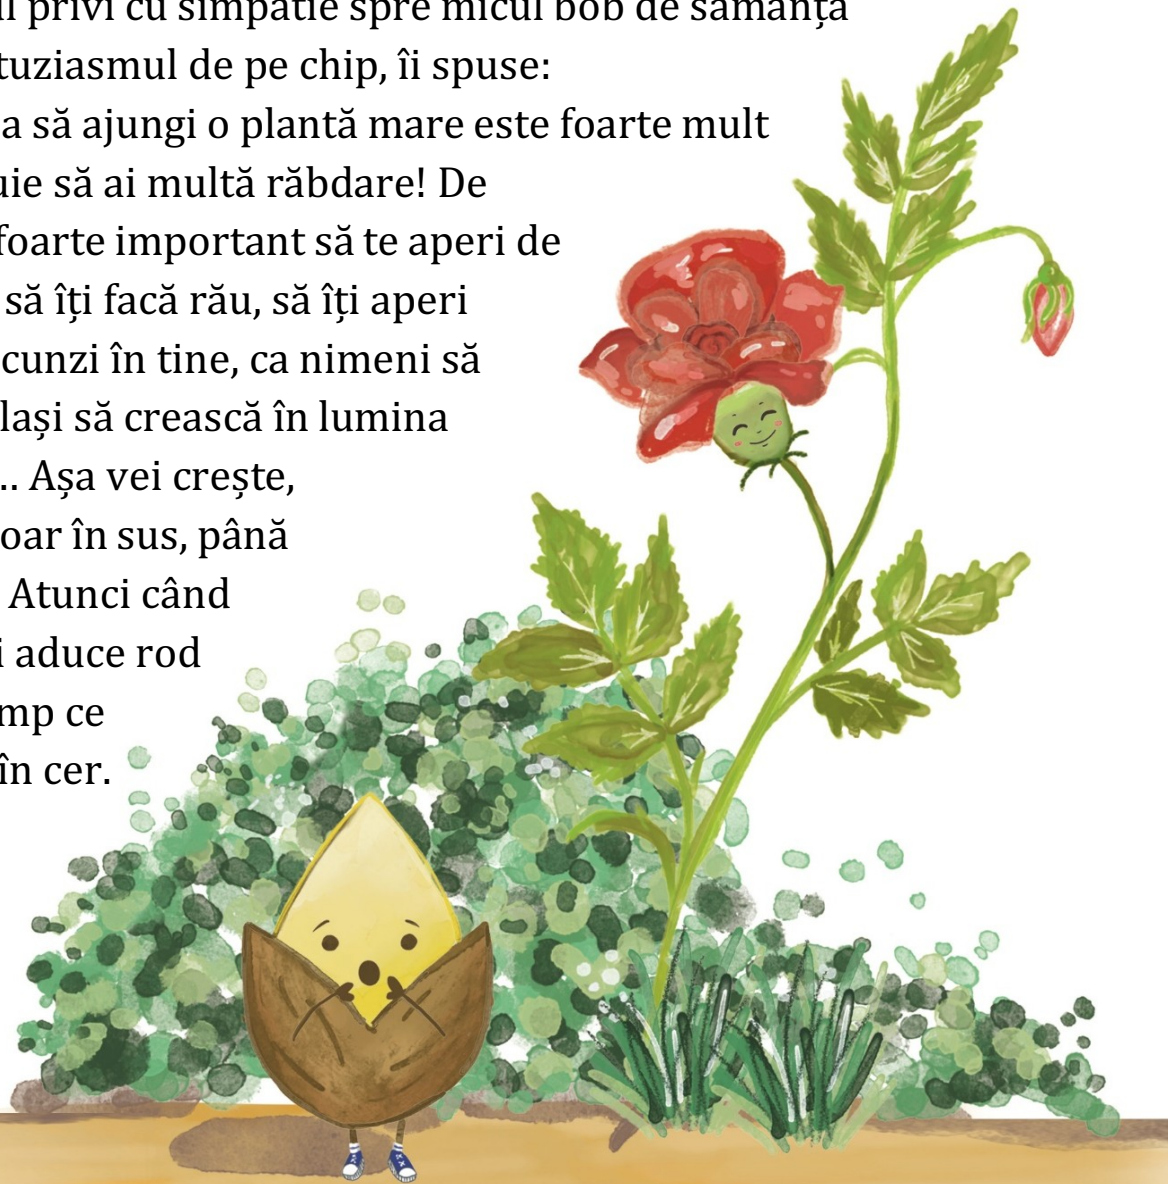 privi cu simpatie spre micul bob de sămânță
tuziasmul de pe chip, îi spuse:
a să ajungi o plantă mare este foarte mult
uie să ai multă răbdare! De
foarte important să te aperi de
să îți facă rău, să îți aperi
cunzi în tine, ca nimeni să
lași să crească în lumina
.. Așa vei crește,
oar în sus, până
Atunci când
i aduce rod
mp ce
în cer.